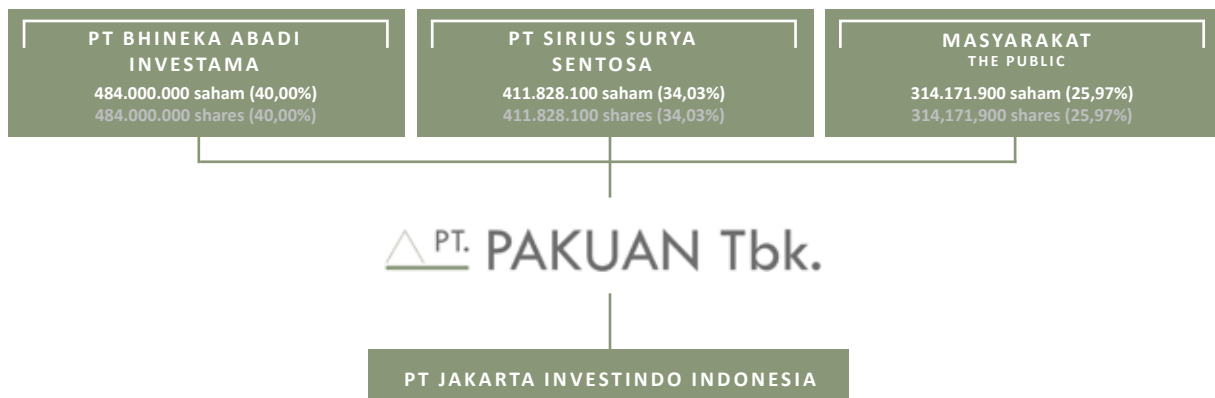 PT BHINEKA ABADI
INVESTAMA
484.000.000 saham (40,00%)
484.000.000 shares (40,00%)
PT SIRIUS SURYA
SENTOSA
411.828.100 saham (34,03%)
411.828.100 shares (34,03%)
MASYARAKAT
THE PUBLIC
314.171.900 saham (25,97%)
314,171,900 shares (25,97%)
PT. PAKUAN Tbk.
PT JAKARTA INVESTINDO INDONESIA